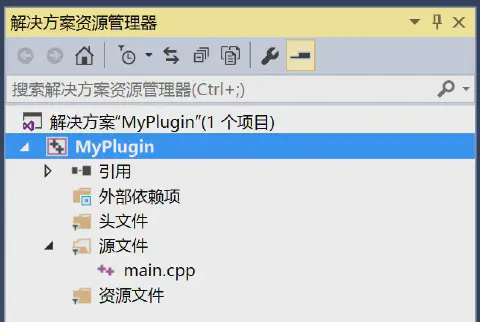 解决方案资源管理器
搜索解决方案资源管理器(Ctrl+;)
解决方案“MyPlugin”(1 个项目)
MyPlugin
引用
外部依赖项
头文件
源文件
main.cpp
资源文件